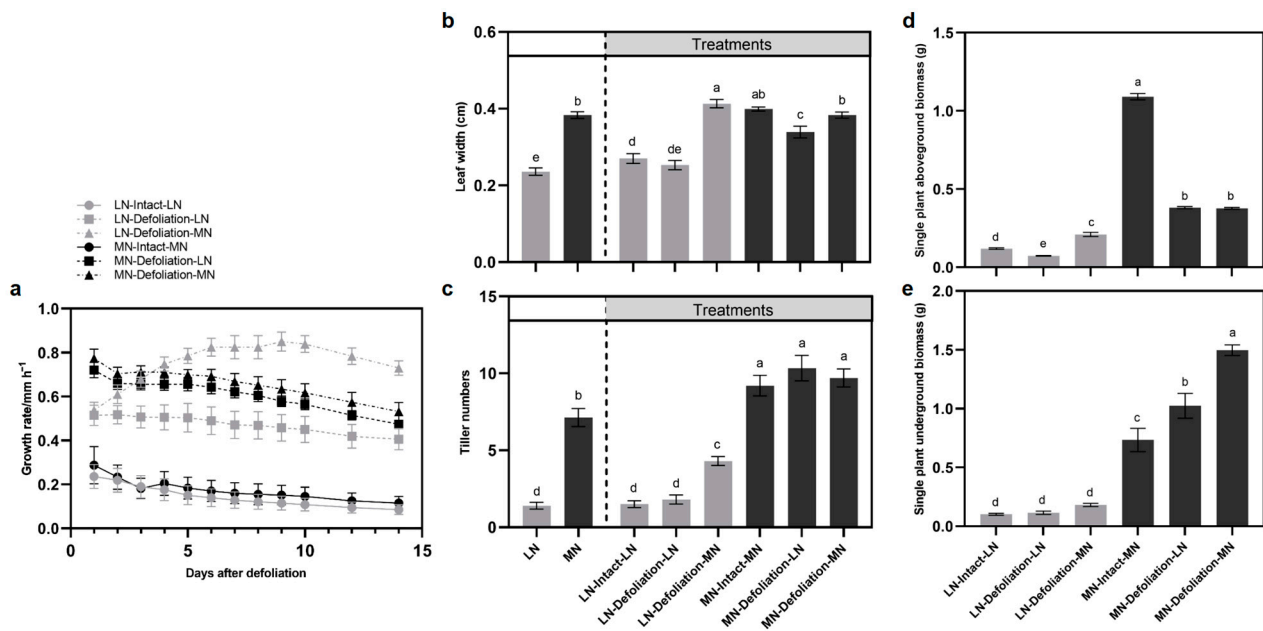 LN-Intact-LN
LN-Defoliation-LN
LN-Defoliation-MN
MN-Intact-MN
MN-Defoliation-LN
MN-Defoliation-MN
a
1.0
0.8
0.6
0.4
0.2
0.0
Growth rate/mm h⁻¹
0
5
10
15
Days after defoliation
b
Treatments
0.6
0.4
0.2
0.0
Leaf width (cm)
e
b
d
de
a
ab
c
b
c
Treatments
15
10
5
0
Tiller numbers
d
b
d
d
c
a
a
a
LN
MN
LN-Intact-LN
LN-Defoliation-LN
LN-Defoliation-MN
MN-Intact-MN
MN-Defoliation-LN
MN-Defoliation-MN
d
1.5
1.0
0.5
0.0
Single plant aboveground biomass (g)
d
e
c
a
b
b
e
2.0
1.5
1.0
0.5
0.0
Single plant underground biomass (g)
d
d
d
c
b
a
LN-Intact-LN
LN-Defoliation-LN
LN-Defoliation-MN
MN-Intact-MN
MN-Defoliation-LN
MN-Defoliation-MN